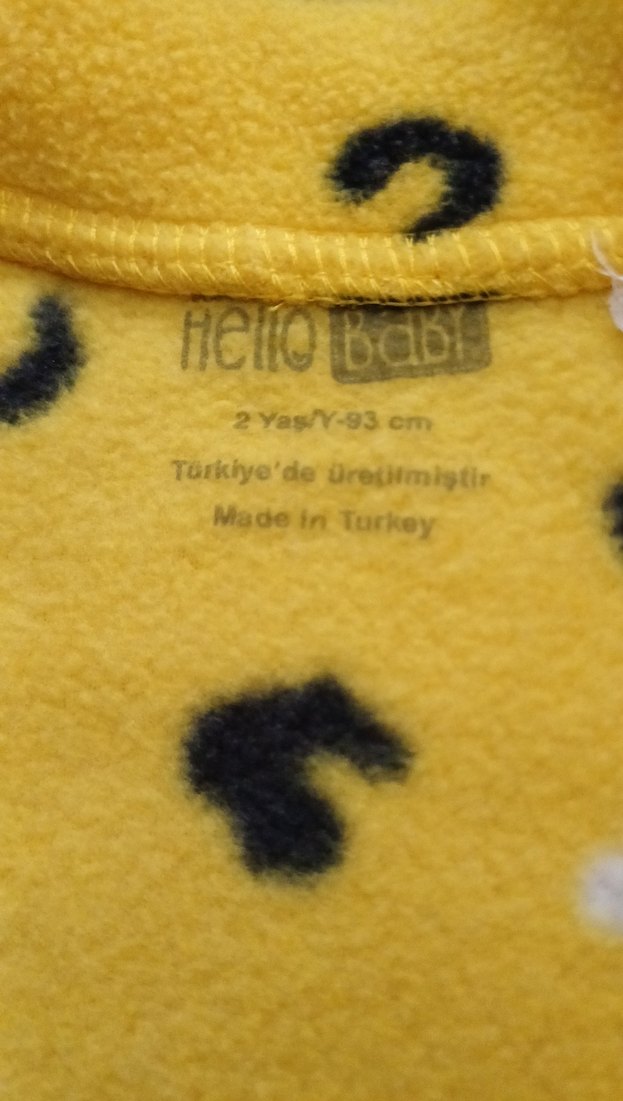 Hello BaBY
2 Yaş/Y-93 cm
Türkiye'de üretilmiştir
Made in Turkey